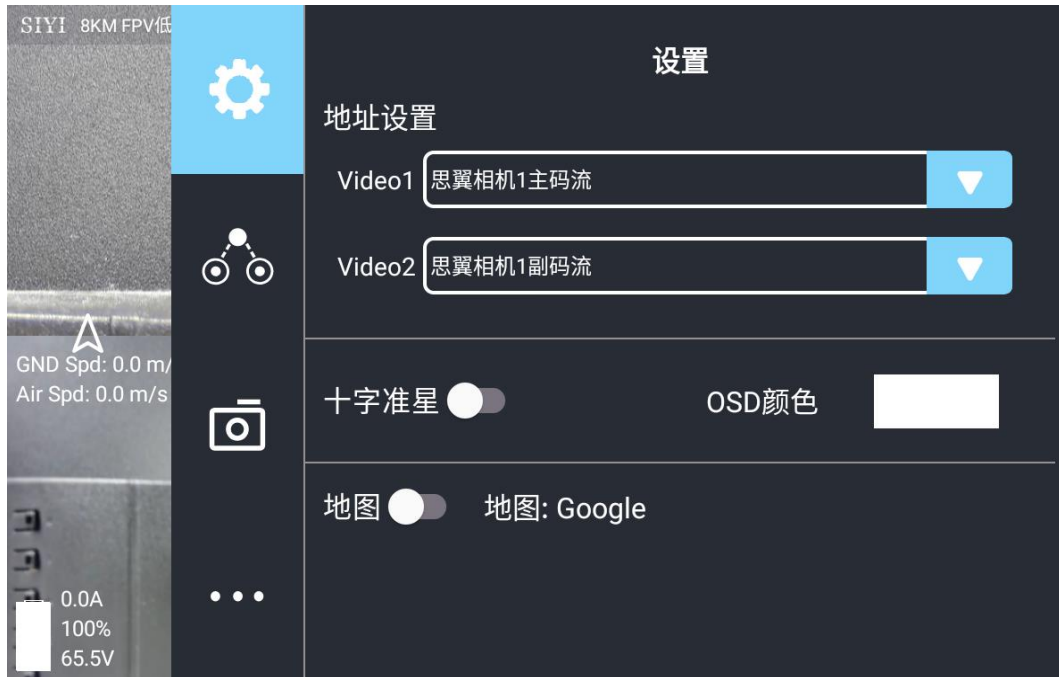 SIYI 8KM FPV低
设置
地址设置
Video1 思翼相机1主码流
Video2 思翼相机1副码流
GND Spd: 0.0 m/
Air Spd: 0.0 m/s
十字准星 OSD颜色
地图 地图: Google
0.0A
100%
65.5V